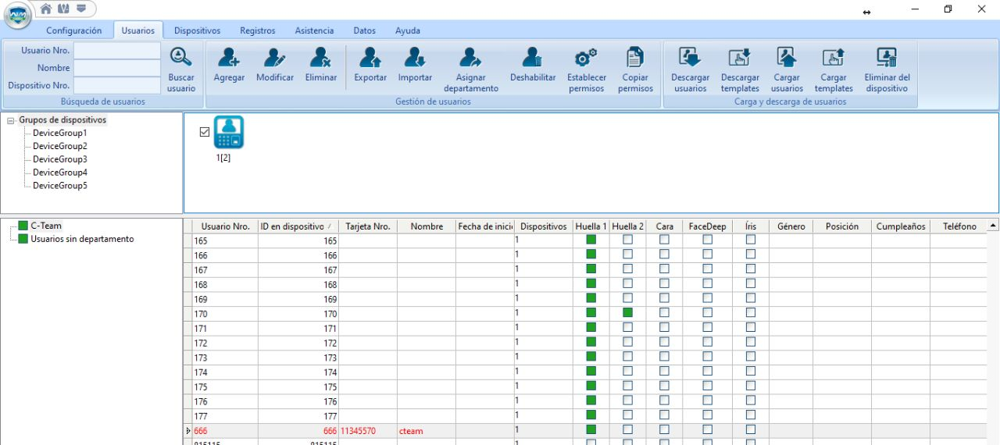 Configuración Usuarios Dispositivos Registros Asistencia Datos Ayuda
Usuario Nro.
Nombre
Dispositivo Nro.
Buscar
usuario
Búsqueda de usuarios
Agregar Modificar Eliminar Exportar Importar Asignar
departamento
Deshabilitar Establecer
permisos
Copiar
permisos
Gestión de usuarios
Descargar
usuarios
Descargar
templates
Cargar
usuarios
Cargar
templates
Eliminar del
dispositivo
Carga y descarga de usuarios
Grupos de dispositivos
DeviceGroup1
DeviceGroup2
DeviceGroup3
DeviceGroup4
DeviceGroup5
1[2]
C-Team
Usuarios sin departamento
Usuario Nro. ID en dispositivo Tarjeta Nro. Nombre Fecha de inici Dispositivos Huella 1 Huella 2 Cara FaceDeep Íris Género Posición Cumpleaños Teléfono
165 165 1
166 166 1
167 167 1
168 168 1
169 169 1
170 170 1
171 171 1
172 172 1
173 173 1
174 174 1
175 175 1
176 176 1
177 177 1
666 666 11345570 cteam 1